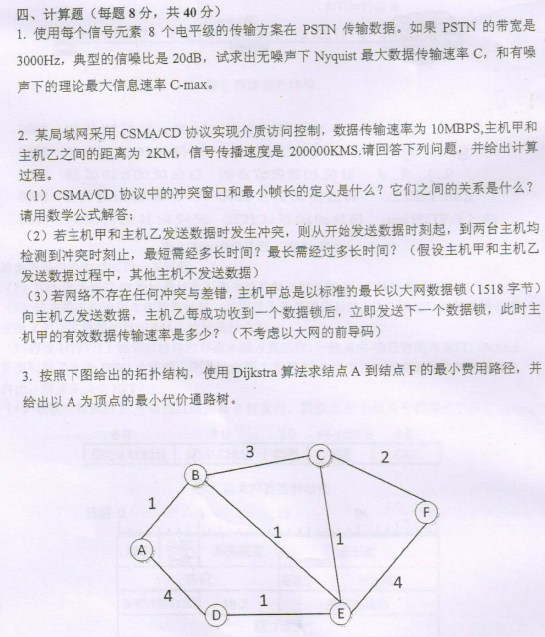 四、计算题（每题 8 分，共 40 分）
1. 使用每个信号元素 8 个电平级的传输方案在 PSTN 传输数据。如果 PSTN 的带宽是
3000Hz，典型的信噪比是 20dB，试求出无噪声下 Nyquist 最大数据传输速率 C，和有噪
声下的理论最大信息速率 C-max。
2. 某局域网采用 CSMA/CD 协议实现介质访问控制，数据传输速率为 10MBPS,主机甲和
主机乙之间的距离为 2KM，信号传播速度是 200000KMS.请回答下列问题，并给出计算
过程。
（1）CSMA/CD 协议中的冲突窗口和最小帧长的定义是什么？它们之间的关系是什么？
请用数学公式解答；
（2）若主机甲和主机乙发送数据时发生冲突，则从开始发送数据时刻起，到两台主机均
检测到冲突时刻止，最短需经多长时间？最长需经过多长时间？（假设主机甲和主机乙
发送数据过程中，其他主机不发送数据）
（3）若网络不存在任何冲突与差错，主机甲总是以标准的最长以太网数据锁（1518 字节）
向主机乙发送数据，主机乙每成功收到一个数据锁后，立即发送下一个数据锁，此时主
机甲的有效数据传输速率是多少？（不考虑以太网的前导码）
3. 按照下图给出的拓扑结构，使用 Dijkstra 算法求结点 A 到结点 F 的最小费用路径，并
给出以 A 为顶点的最小代价通路树。
3
C
2
B
1
F
1
1
A
4
4
D
1
E